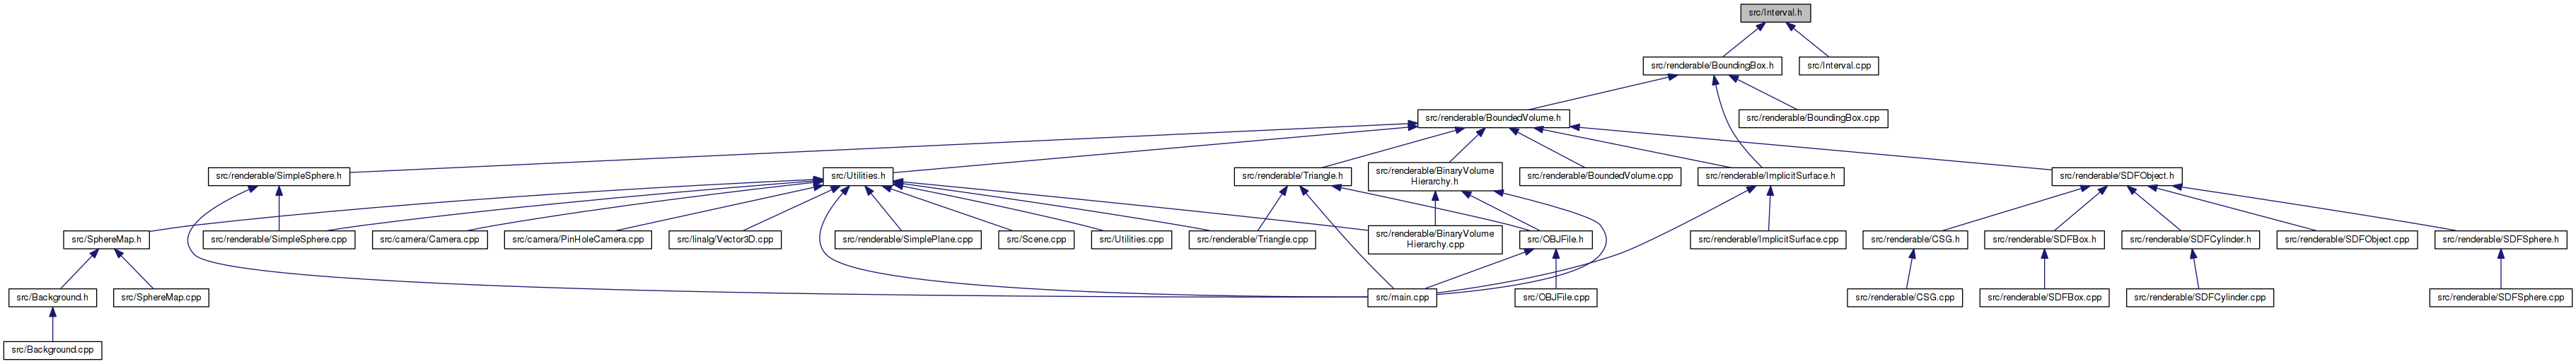 src/Interval.h
src/renderable/BoundingBox.h
src/Interval.cpp
src/renderable/BoundedVolume.h
src/renderable/BoundingBox.cpp
src/renderable/SimpleSphere.h
src/Utilities.h
src/renderable/Triangle.h
src/renderable/BinaryVolume
Hierarchy.h
src/renderable/BoundedVolume.cpp
src/renderable/ImplicitSurface.h
src/renderable/SDFObject.h
src/SphereMap.h
src/renderable/SimpleSphere.cpp
src/camera/Camera.cpp
src/camera/PinHoleCamera.cpp
src/linalg/Vector3D.cpp
src/renderable/SimplePlane.cpp
src/Scene.cpp
src/Utilities.cpp
src/renderable/Triangle.cpp
src/renderable/BinaryVolume
Hierarchy.cpp
src/OBJFile.h
src/renderable/ImplicitSurface.cpp
src/renderable/CSG.h
src/renderable/SDFBox.h
src/renderable/SDFCylinder.h
src/renderable/SDFObject.cpp
src/renderable/SDFSphere.h
src/Background.h
src/SphereMap.cpp
src/main.cpp
src/OBJFile.cpp
src/renderable/CSG.cpp
src/renderable/SDFBox.cpp
src/renderable/SDFCylinder.cpp
src/renderable/SDFSphere.cpp
src/Background.cpp